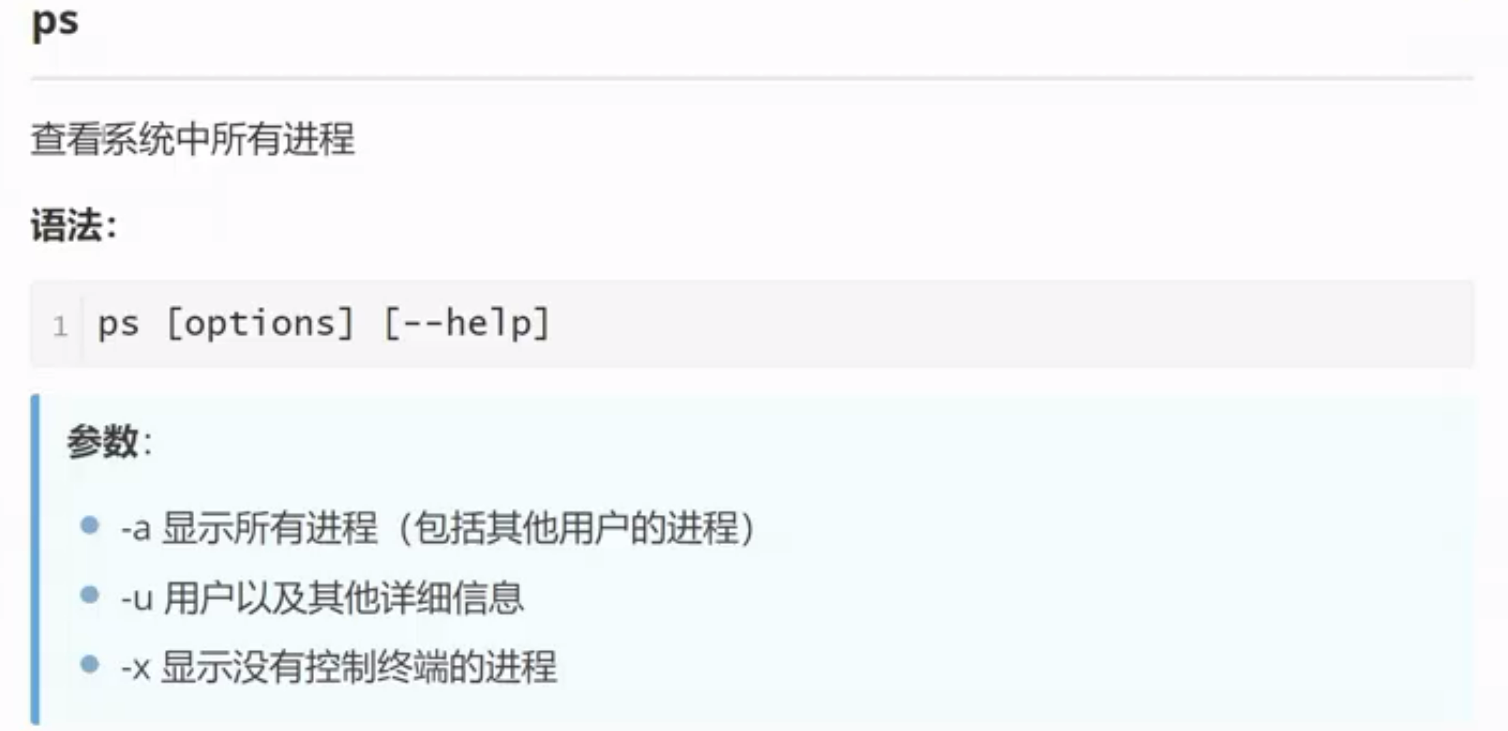 ps
查看系统中所有进程
语法：
1 ps [options] [--help]
参数：
-a 显示所有进程（包括其他用户的进程）
-u 用户以及其他详细信息
-x 显示没有控制终端的进程